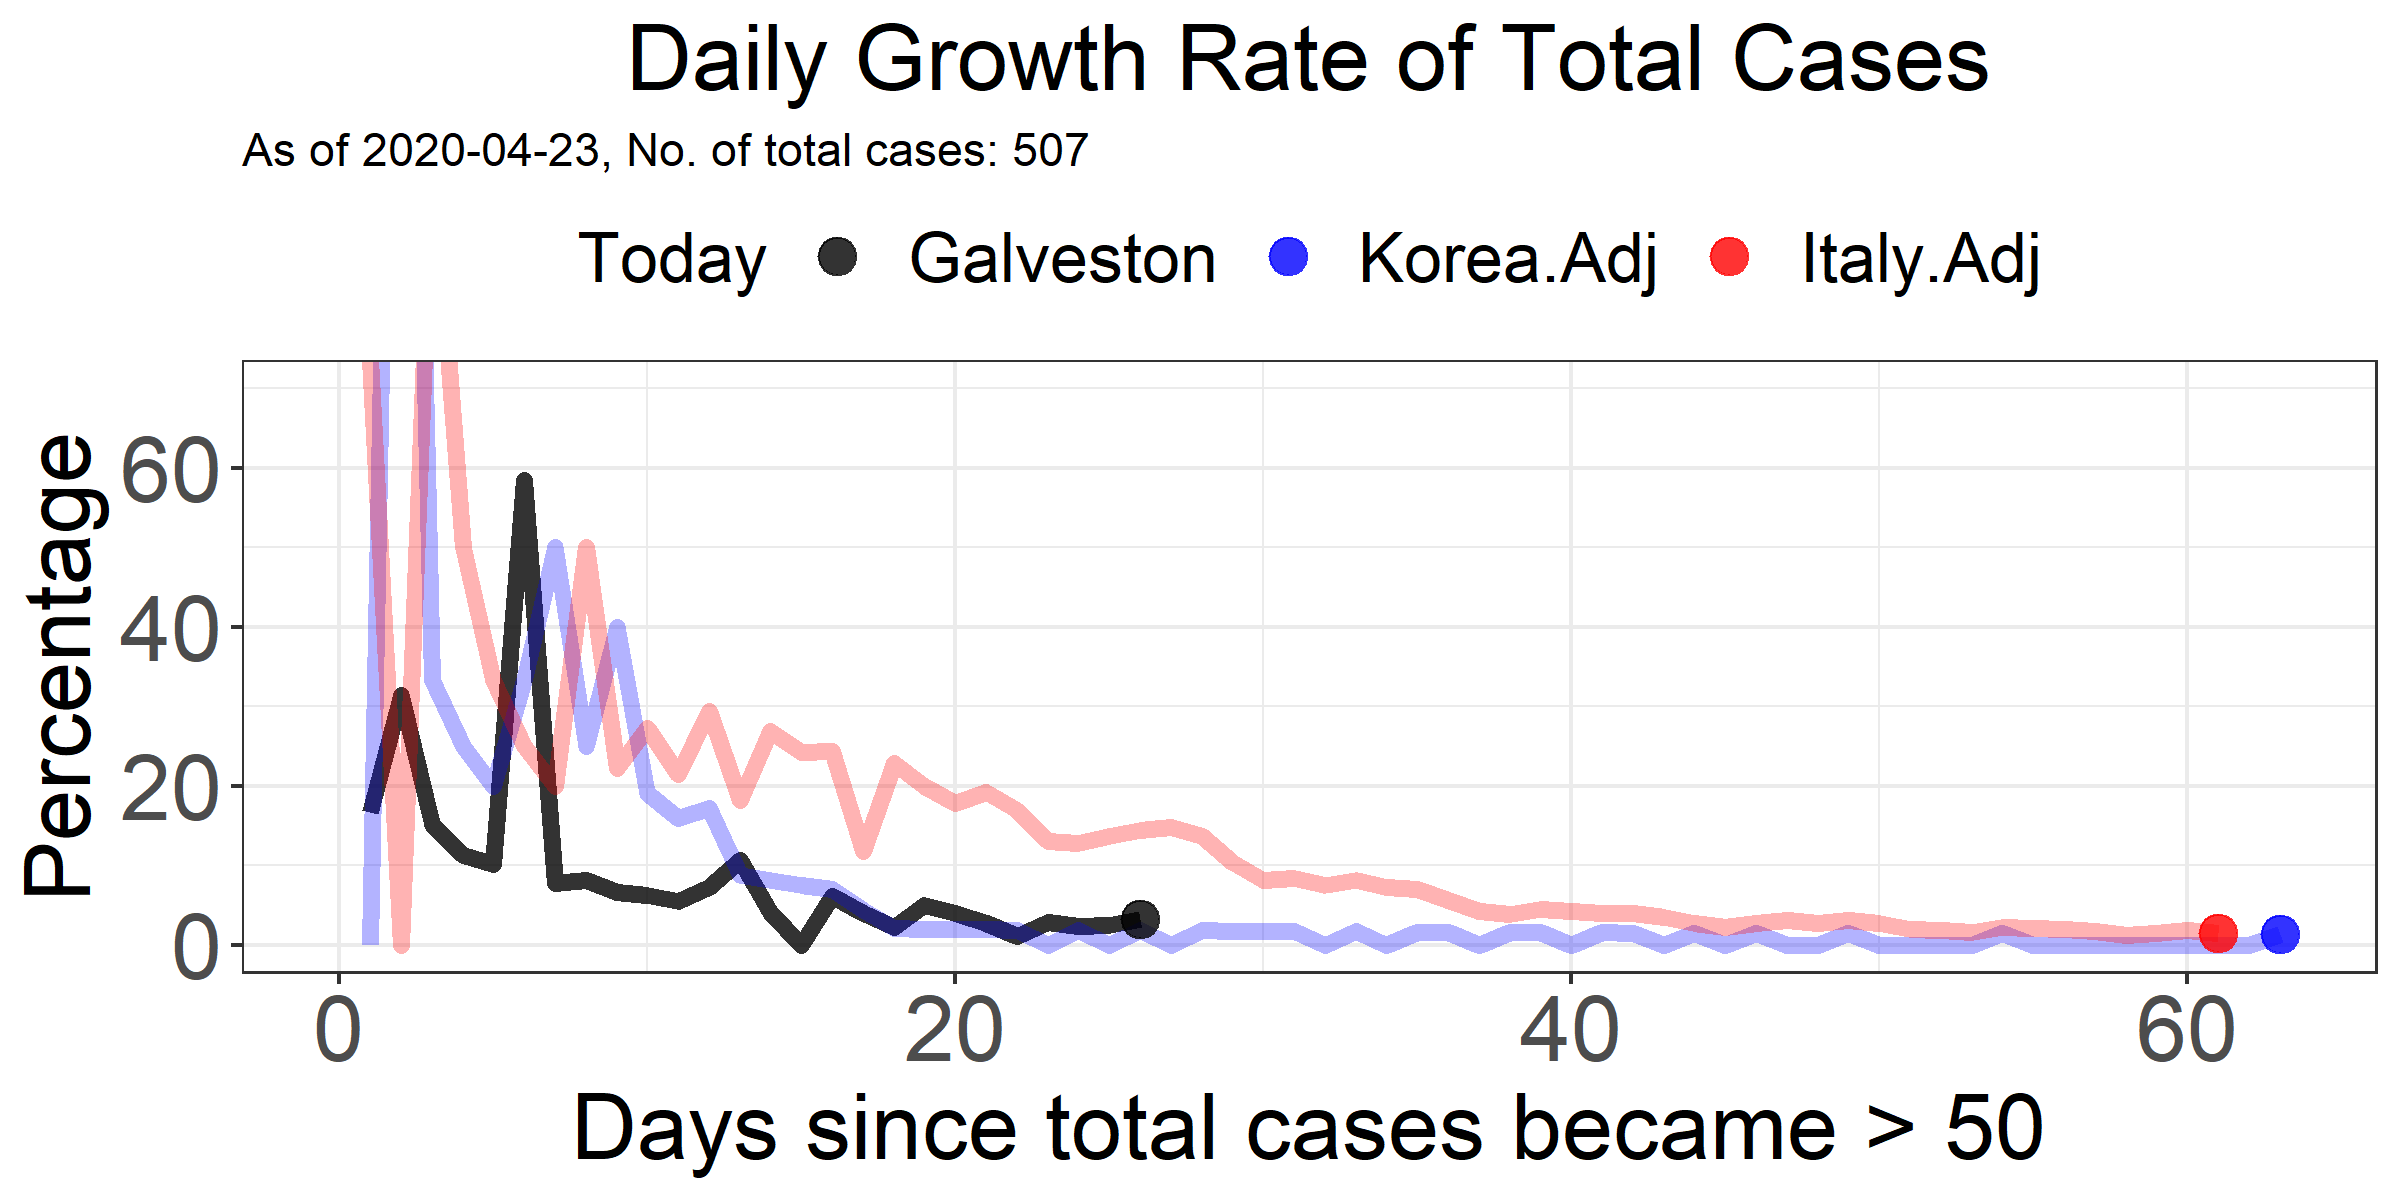 Daily Growth Rate of Total Cases
As of 2020-04-23, No. of total cases: 507
Today Galveston Korea.Adj Italy.Adj
Percentage
60
40
20
0
0 20 40 60
Days since total cases became > 50